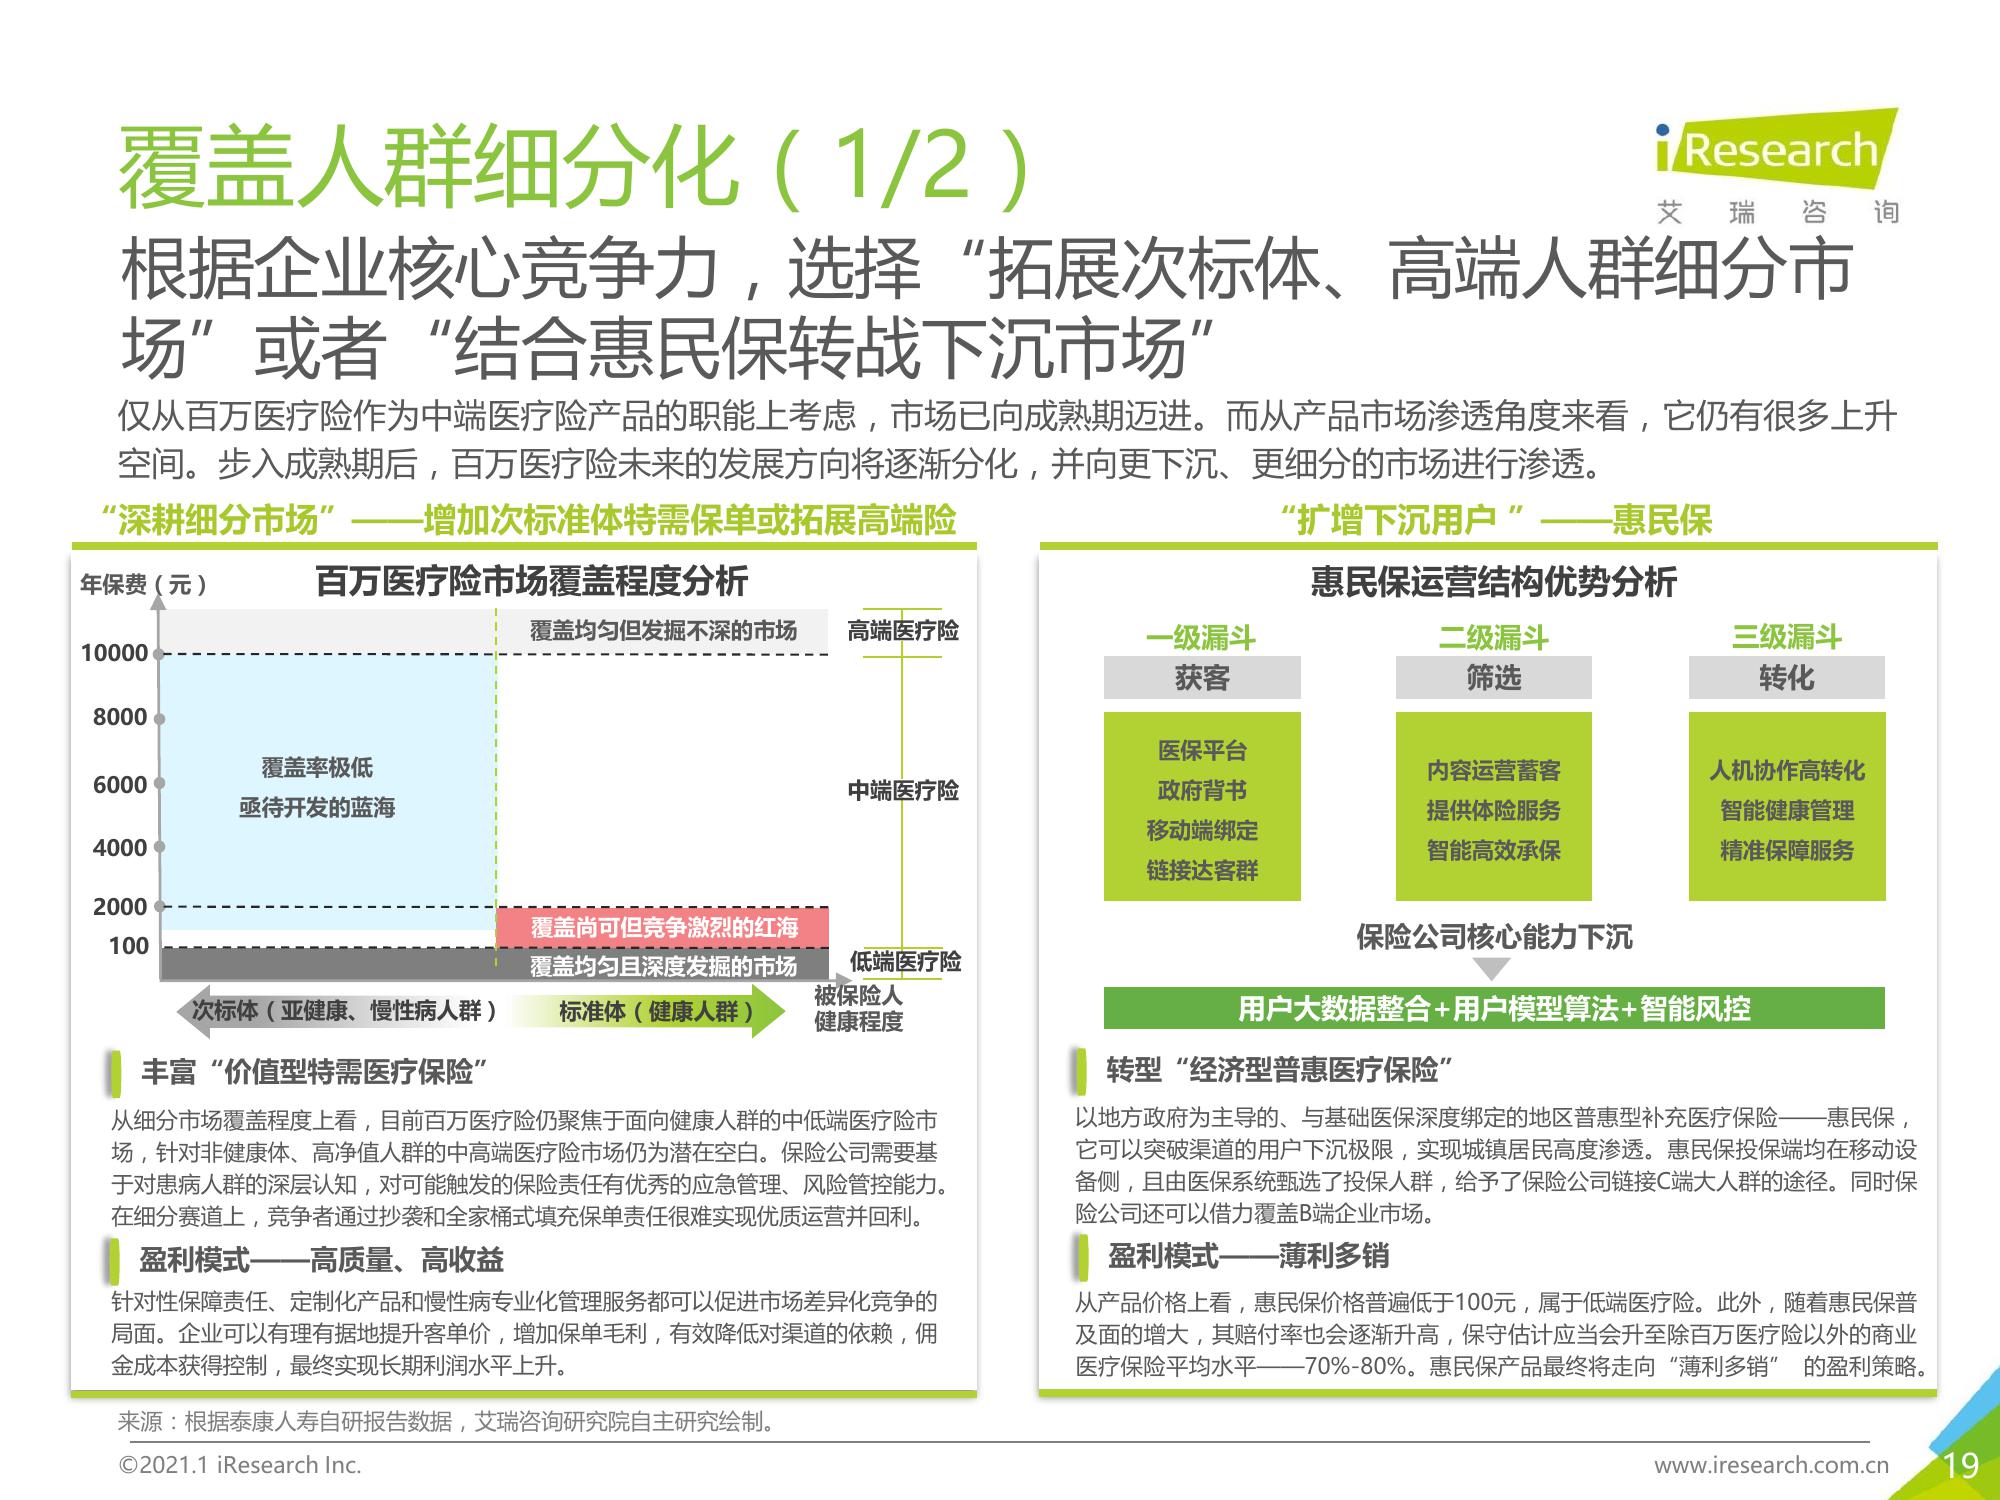 覆盖人群细分化（1/2）
iResearch
艾瑞咨询
根据企业核心竞争力，选择“拓展次标体、高端人群细分市
场”或者“结合惠民保转战下沉市场”
仅从百万医疗险作为中端医疗险产品的职能上考虑，市场已向成熟期迈进。而从产品市场渗透角度来看，它仍有很多上升
空间。步入成熟期后，百万医疗险未来的发展方向将逐渐分化，并向更下沉、更细分的市场进行渗透。
“深耕细分市场”——增加次标准体特需保单或拓展高端险
年保费（元）
百万医疗险市场覆盖程度分析
覆盖均匀但发掘不深的市场
高端医疗险
10000
8000
覆盖率极低
6000
中端医疗险
亟待开发的蓝海
4000
2000
覆盖尚可但竞争激烈的红海
100
覆盖均匀且深度发掘的市场
低端医疗险
次标体（亚健康、慢性病人群）
标准体（健康人群）
被保险人
健康程度
丰富“价值型特需医疗保险”
从细分市场覆盖程度上看，目前百万医疗险仍聚焦于面向健康人群的中低端医疗险市
场，针对非健康体、高净值人群的中高端医疗险市场仍为潜在空白。保险公司需要基
于对患病人群的深层认知，对可能触发的保险责任有优秀的应急管理、风险管控能力。
在细分赛道上，竞争者通过抄袭和全家桶式填充保单责任很难实现优质运营并回利。
盈利模式——高质量、高收益
针对性保障责任、定制化产品和慢性病专业化管理服务都可以促进市场差异化竞争的
局面。企业可以有理有据地提升客单价，增加保单毛利，有效降低对渠道的依赖，佣
金成本获得控制，最终实现长期利润水平上升。
“扩增下沉用户 ”——惠民保
惠民保运营结构优势分析
一级漏斗
获客
医保平台
政府背书
移动端绑定
链接达客群
二级漏斗
筛选
内容运营蓄客
提供体险服务
智能高效承保
三级漏斗
转化
人机协作高转化
智能健康管理
精准保障服务
保险公司核心能力下沉
用户大数据整合+用户模型算法+智能风控
转型“经济型普惠医疗保险”
以地方政府为主导的、与基础医保深度绑定的地区普惠型补充医疗保险——惠民保，
它可以突破渠道的用户下沉极限，实现城镇居民高度渗透。惠民保投保端均在移动设
备侧，且由医保系统甄选了投保人群，给予了保险公司链接C端大人群的途径。同时保
险公司还可以借力覆盖B端企业市场。
盈利模式——薄利多销
从产品价格上看，惠民保价格普遍低于100元，属于低端医疗险。此外，随着惠民保普
及面的增大，其赔付率也会逐渐升高，保守估计应当会升至除百万医疗险以外的商业
医疗保险平均水平——70%-80%。惠民保产品最终将走向“薄利多销” 的盈利策略。
来源：根据泰康人寿自研报告数据，艾瑞咨询研究院自主研究绘制。
©2021.1 iResearch Inc.
www.iresearch.com.cn
19